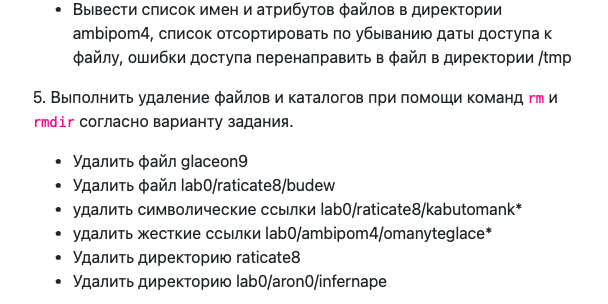 • Вывести список имен и атрибутов файлов в директории
ambipom4, список отсортировать по убыванию даты доступа к
файлу, ошибки доступа перенаправить в файл в директории /tmp
5. Выполнить удаление файлов и каталогов при помощи команд rm и
rmdir согласно варианту задания.
• Удалить файл glaceon9
• Удалить файл lab0/raticate8/budew
• удалить символические ссылки lab0/raticate8/kabutomank*
• удалить жесткие ссылки lab0/ambipom4/omanyteglace*
• Удалить директорию raticate8
• Удалить директорию lab0/aron0/infernape